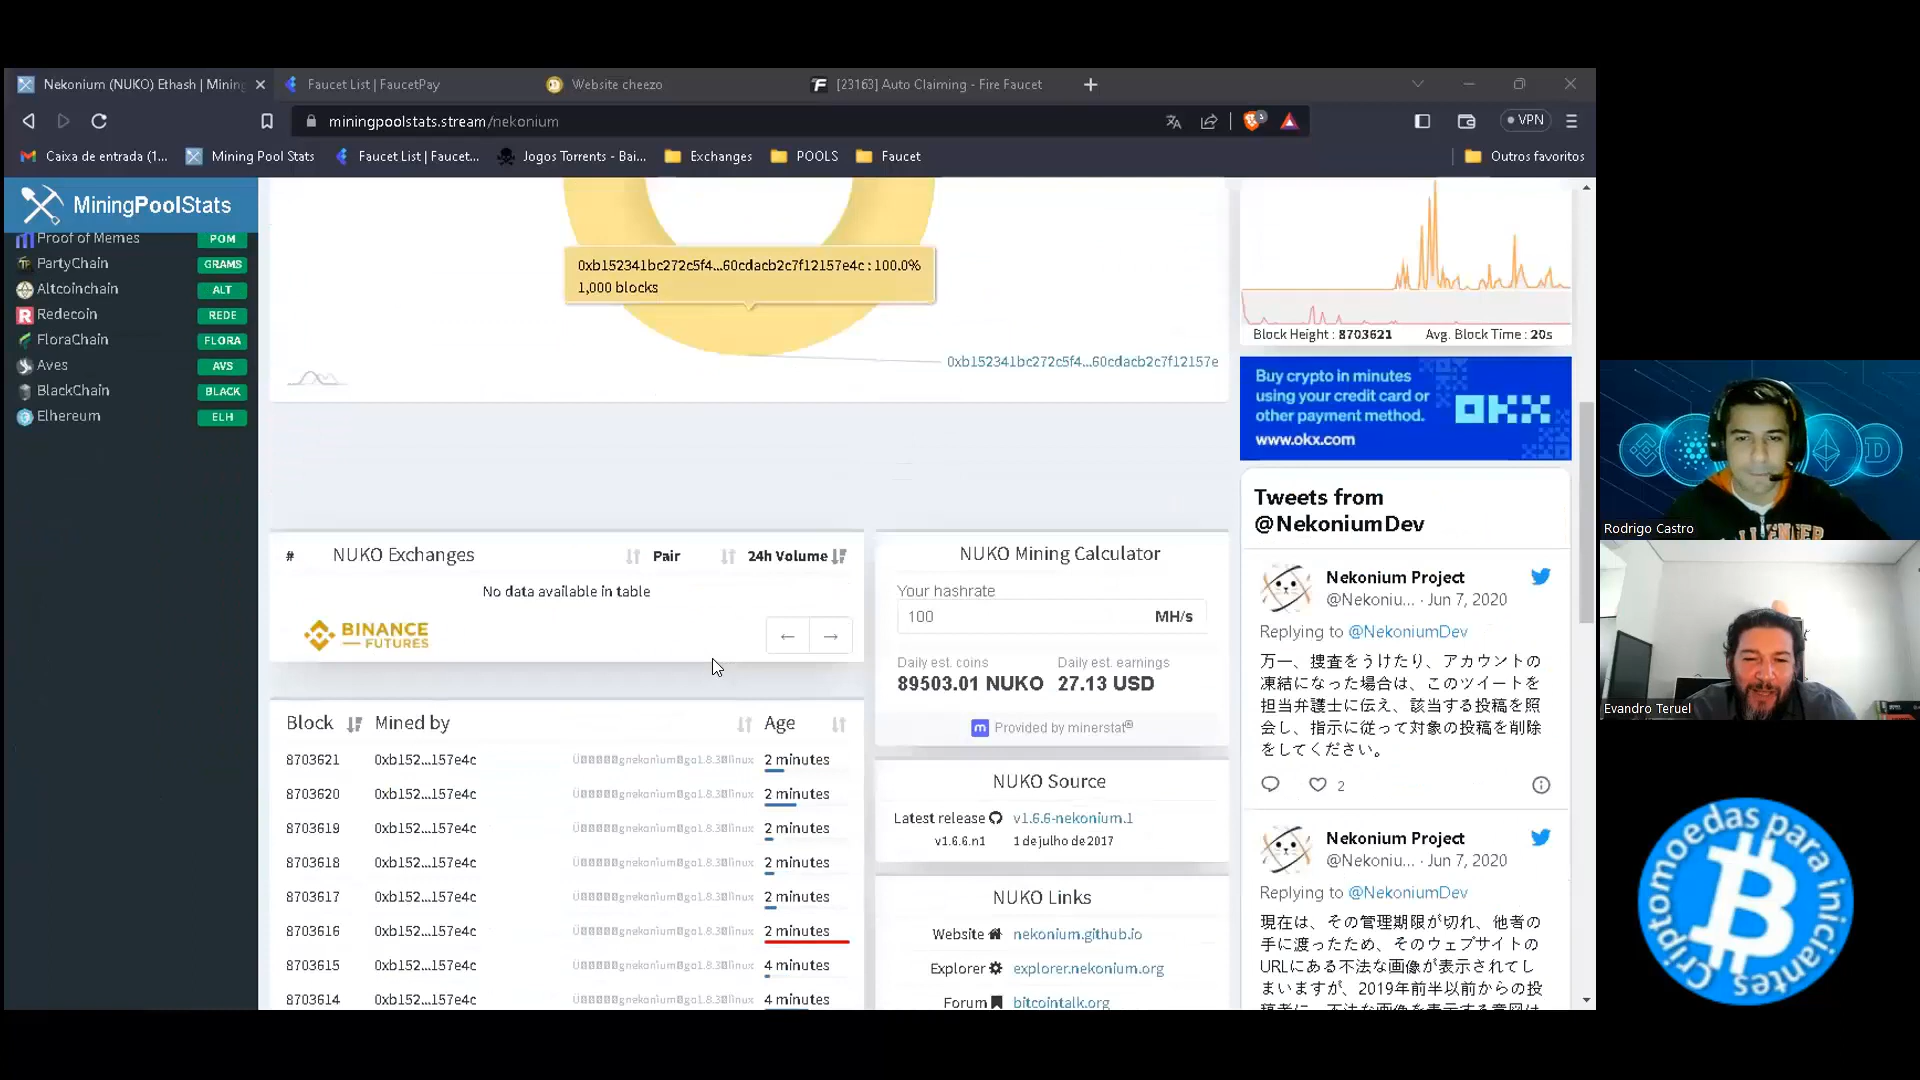 Nekonium (NUKO) Ethash | Mining
Faucet List | FaucetPay
Website cheezo
[23163] Auto Claiming - Fire Faucet
miningpoolstats.stream/nekonium
VPN
Caixa de entrada (1...
Mining Pool Stats
Faucet List | Faucet...
Jogos Torrents - Bai...
Exchanges
POOLS
Faucet
Outros favoritos
MiningPoolStats
Proof of Memes POM
PartyChain GRAMS
Altcoinchain ALT
Redecoin REDE
FloraChain FLORA
Aves AVS
BlackChain BLACK
Elhereum ELH
0xb152341bc272c5f4...60cdacb2c7f12157e4c : 100.0%
1,000 blocks
0xb152341bc272c5f4...60cdacb2c7f12157e
Block Height : 8703621 Avg. Block Time : 20s
Buy crypto in minutes
using your credit card or
other payment method.
www.okx.com
OKX
# NUKO Exchanges Pair 24h Volume
No data available in table
BINANCE
FUTURES
Block Mined by Age
8703621 0xb152...157e4c 2 minutes
8703620 0xb152...157e4c 2 minutes
8703619 0xb152...157e4c 2 minutes
8703618 0xb152...157e4c 2 minutes
8703617 0xb152...157e4c 2 minutes
8703616 0xb152...157e4c 2 minutes
8703615 0xb152...157e4c 4 minutes
8703614 0xb152...157e4c 4 minutes
NUKO Mining Calculator
Your hashrate
100 MH/s
Daily est. coins Daily est. earnings
89503.01 NUKO 27.13 USD
Provided by minerstat®
NUKO Source
Latest release v1.6.6-nekonium.1
v1.6.6.n1 1 de julho de 2017
NUKO Links
Website nekonium.github.io
Explorer explorer.nekonium.org
Forum bitcointalk.org
Tweets from
@NekoniumDev
Nekonium Project
@Nekoniu... · Jun 7, 2020
Replying to @NekoniumDev
万一、捜査をうけたり、アカウントの
凍結になった場合は、このツイートを
担当弁護士に伝え、該当する投稿を照
会し、指示に従って対象の投稿を削除
をしてください。
2
Nekonium Project
@Nekoniu... · Jun 7, 2020
Replying to @NekoniumDev
現在は、その管理期限が切れ、他者の
手に渡ったため、そのウェブサイトの
URLにある不法な画像が表示されてし
まいますが、2019年前半以前からの投
Rodrigo Castro
Evandro Teruel
Criptomoedas para iniciantes